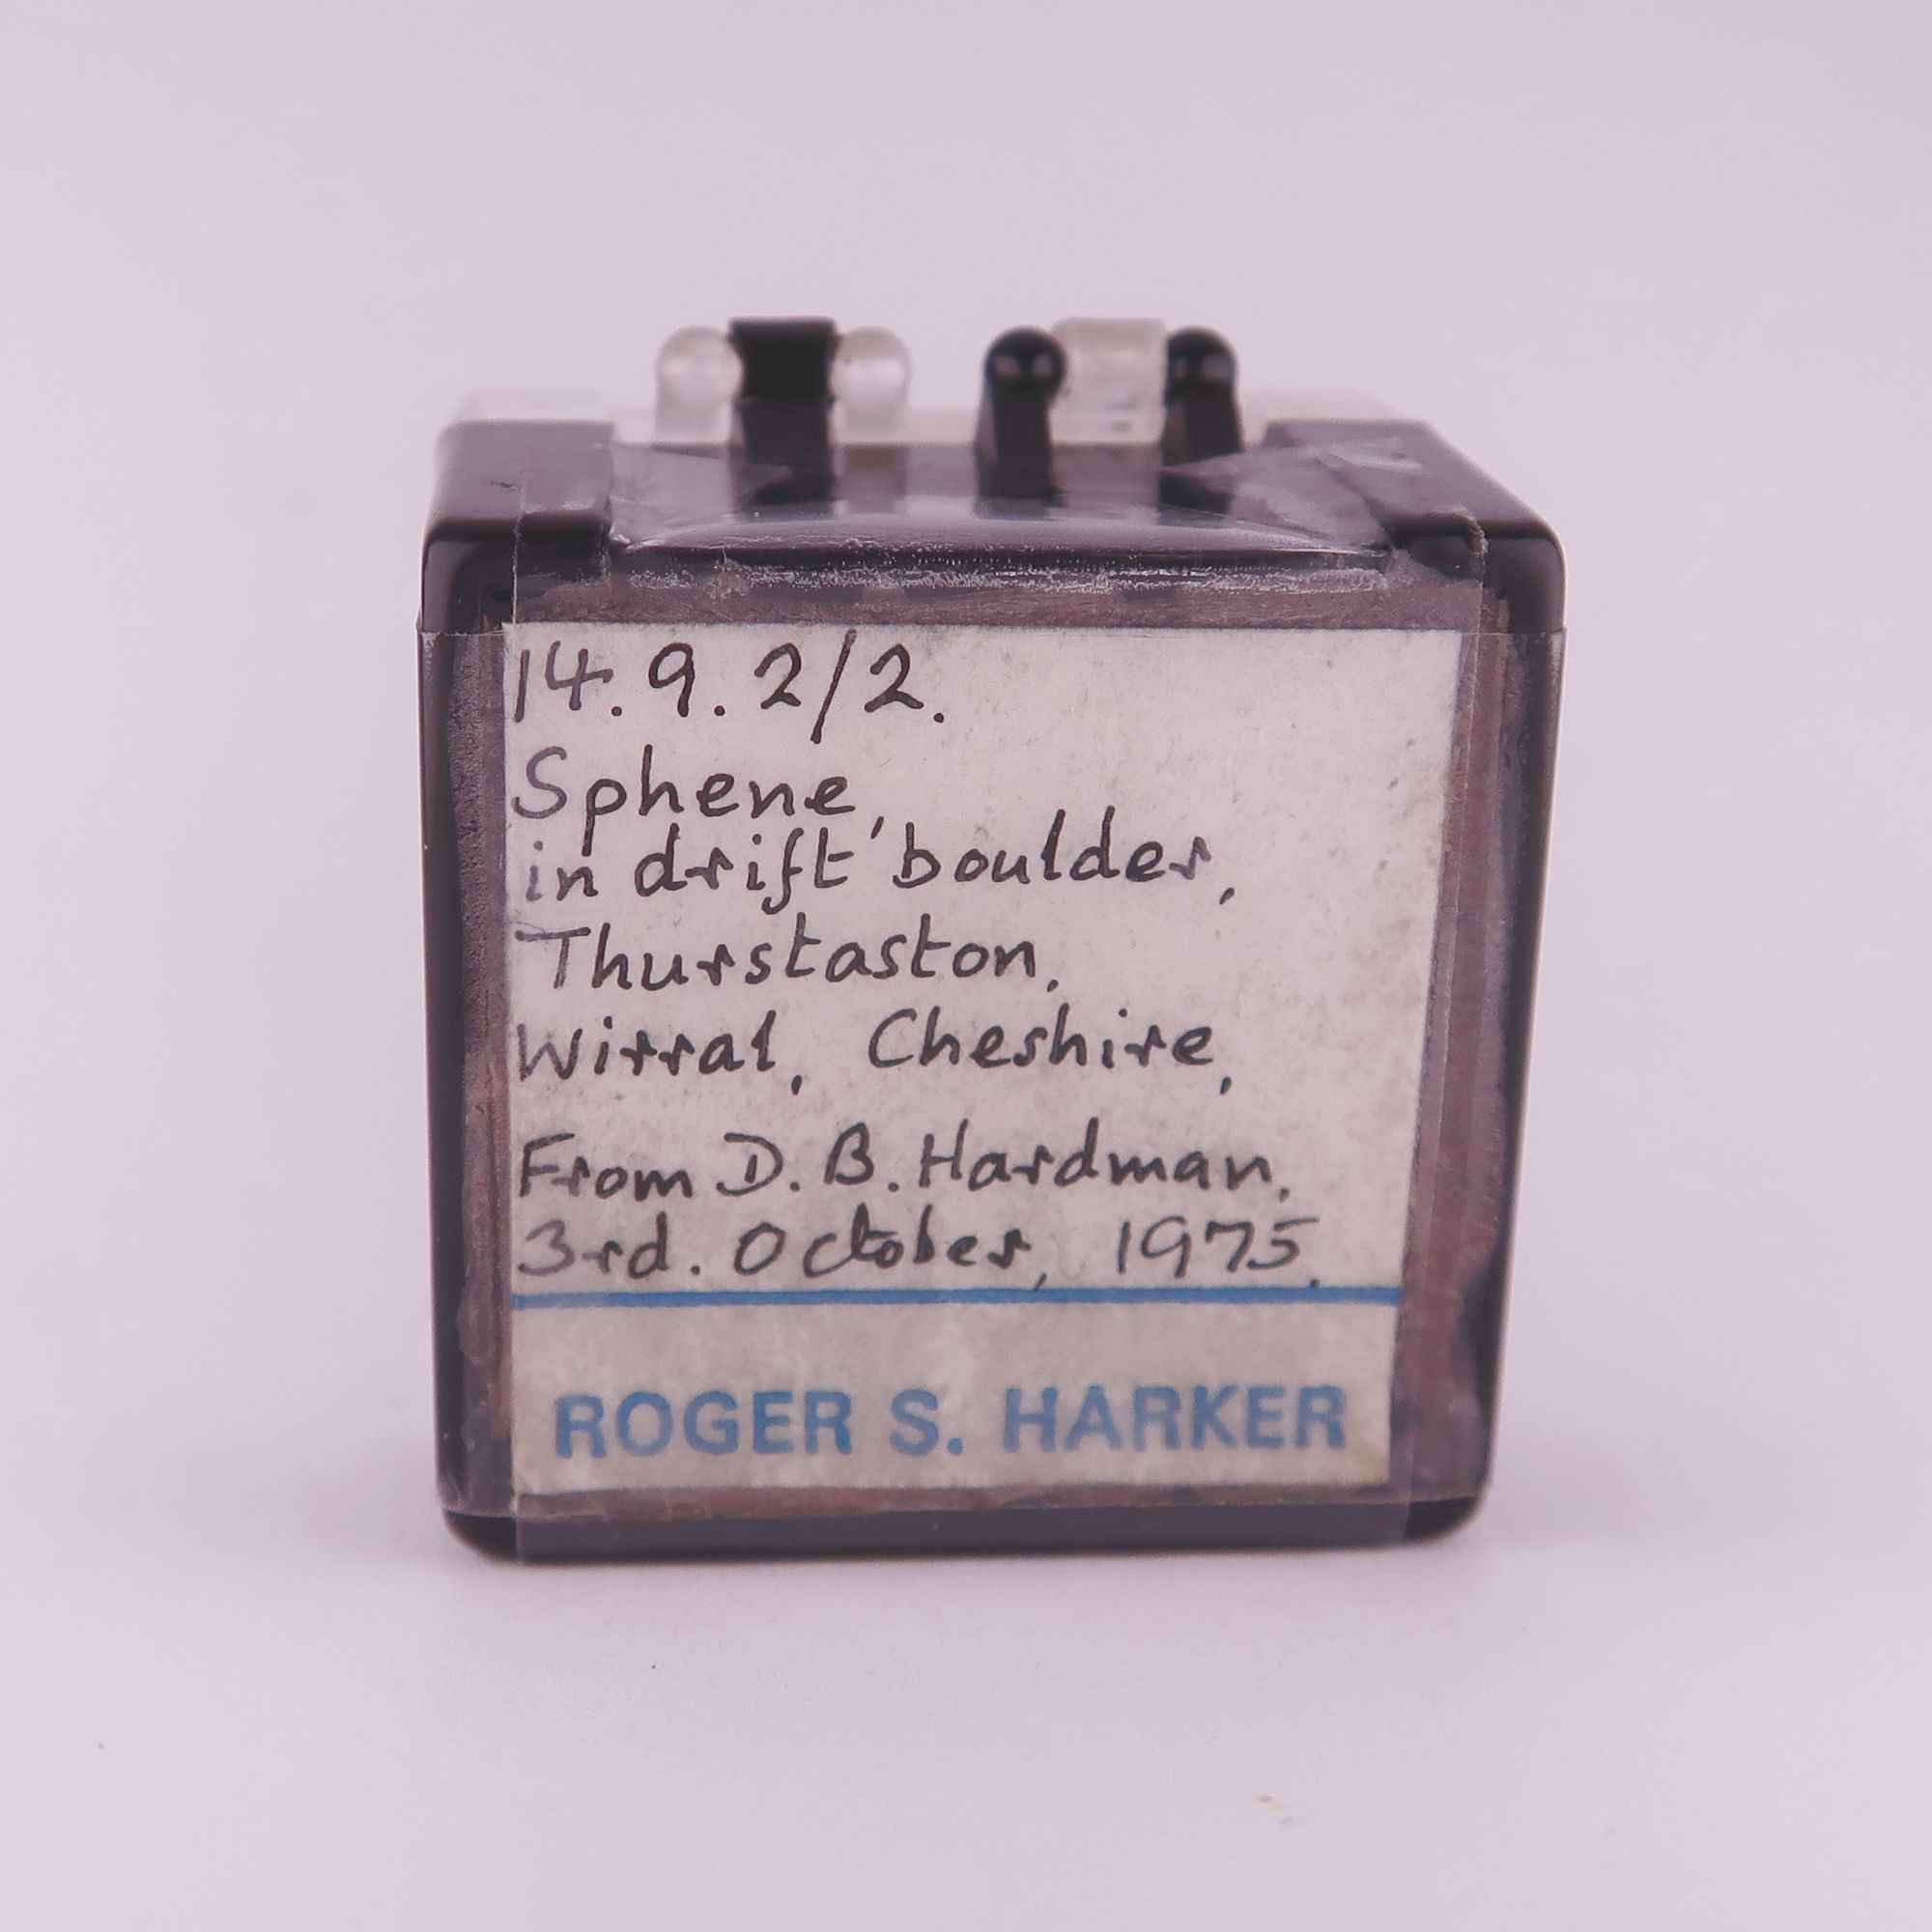 14.9.2/2.
Sphene,
in drift boulder,
Thurstaston,
Wirral, Cheshire,
From D.B. Hardman,
3rd. October, 1975.
ROGER S. HARKER